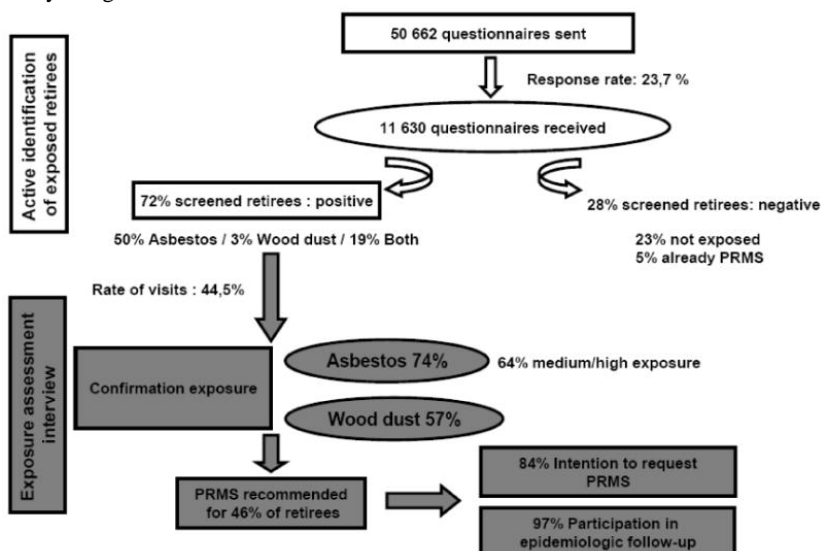 50 662 questionnaires sent
Response rate: 23,7 %
11 630 questionnaires received
Active identification
of exposed retirees
72% screened retirees : positive
28% screened retirees: negative
50% Asbestos / 3% Wood dust / 19% Both
23% not exposed
5% already PRMS
Rate of visits : 44,5%
Exposure assessment
interview
Confirmation exposure
Asbestos 74%
64% medium/high exposure
Wood dust 57%
PRMS recommended
for 46% of retirees
84% Intention to request
PRMS
97% Participation in
epidemiologic follow-up